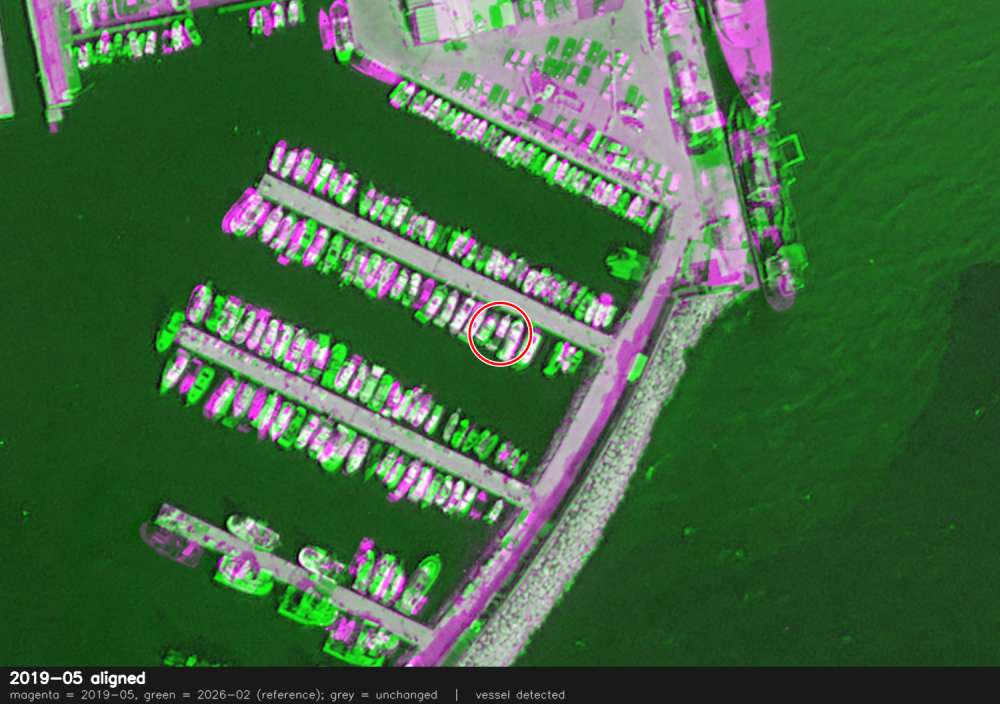 2019-05 aligned
magenta = 2019-05, green = 2026-02 (reference); grey = unchanged | vessel detected